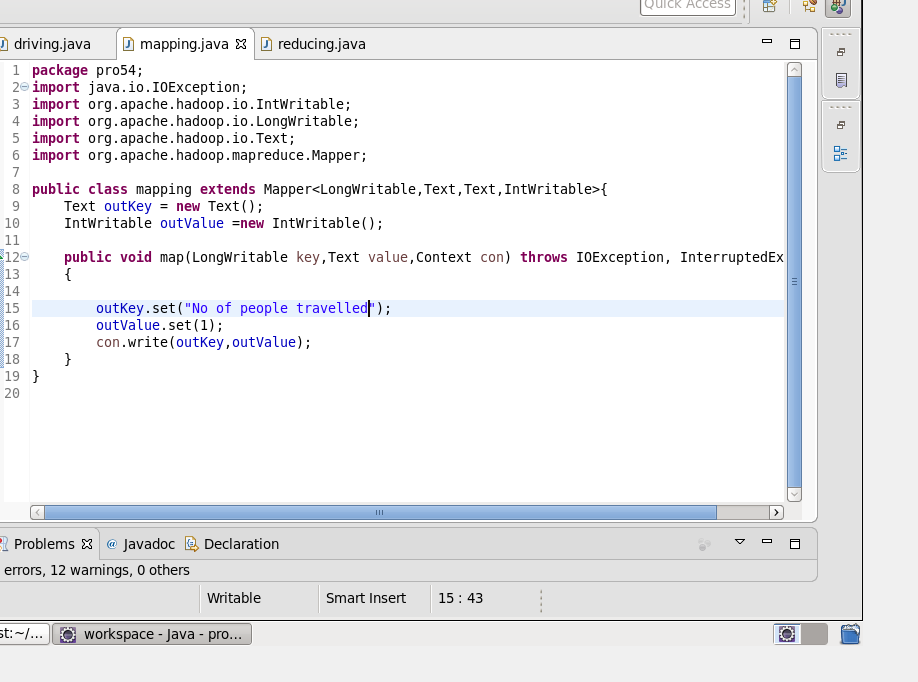 Quick Access
driving.java mapping.java reducing.java
1 package pro54;
2 import java.io.IOException;
3 import org.apache.hadoop.io.IntWritable;
4 import org.apache.hadoop.io.LongWritable;
5 import org.apache.hadoop.io.Text;
6 import org.apache.hadoop.mapreduce.Mapper;
7
8 public class mapping extends Mapper<LongWritable,Text,Text,IntWritable>{
9 Text outKey = new Text();
10 IntWritable outValue =new IntWritable();
11
12 public void map(LongWritable key,Text value,Context con) throws IOException, InterruptedEx
13 {
14
15 outKey.set("No of people travelled");
16 outValue.set(1);
17 con.write(outKey,outValue);
18 }
19 }
20
Problems @ Javadoc Declaration
errors, 12 warnings, 0 others
Writable Smart Insert 15 : 43
st:~/... workspace - Java - pro...